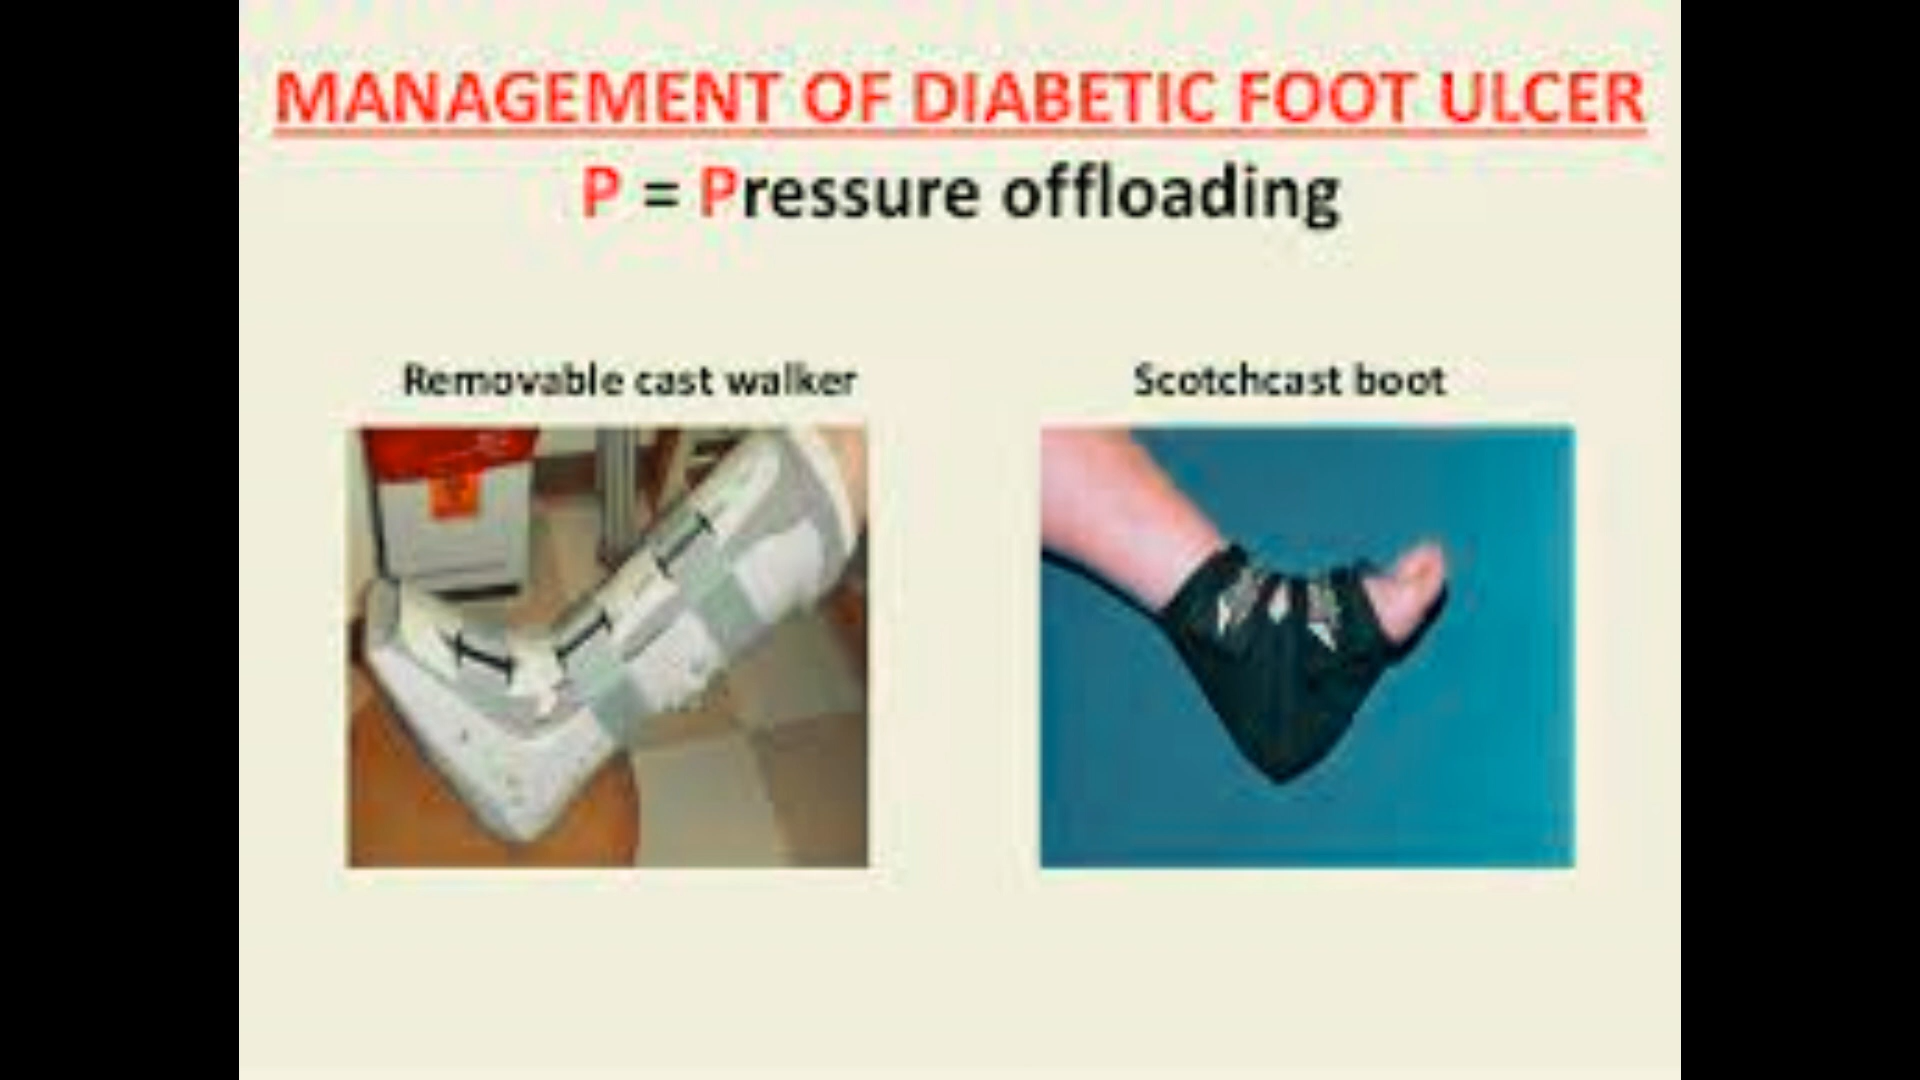 MANAGEMENT OF DIABETIC FOOT ULCER
P = Pressure offloading
Removable cast walker
Scotchcast boot